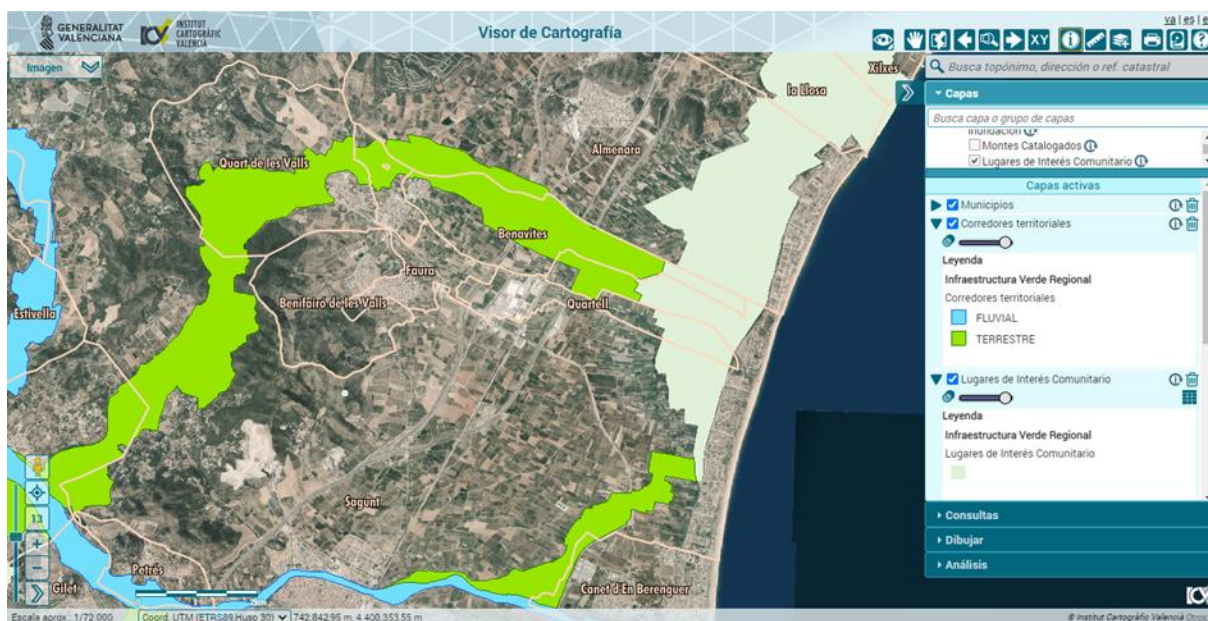 GENERALITAT
VALENCIANA
INSTITUT
CARTOGRÀFIC
VALENCIÀ
Visor de Cartografía
va | es |
XY
Imagen
Busca topónimo, dirección o ref. catastral
Capas
Busca capa o grupo de capas
Inundación
Montes Catalogados
Lugares de Interés Comunitario
Capas activas
Municipios
Corredores territoriales
Leyenda
Infraestructura Verde Regional
Corredores territoriales
FLUVIAL
TERRESTRE
Lugares de Interés Comunitario
Leyenda
Infraestructura Verde Regional
Lugares de Interés Comunitario
Consultas
Dibujar
Análisis
Xilxes
la Llosa
Almenara
Quart de les Valls
Benavites
Faura
Benifairó de les Valls
Quartell
Estivella
Sagunt
Petrés
Gilet
Canet d'En Berenguer
13
2km
Escala aprox.: 1/72.000
Coord. UTM (ETRS89,Huso 30)
742.842,95 m, 4.400.353,55 m
© Institut Cartogràfic Valencià